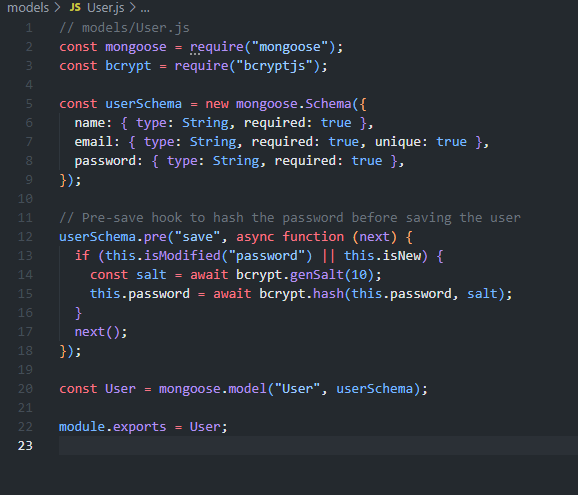 models > JS User.js > ...
1 // models/User.js
2 const mongoose = require("mongoose");
3 const bcrypt = require("bcryptjs");
4
5 const userSchema = new mongoose.Schema({
6   name: { type: String, required: true },
7   email: { type: String, required: true, unique: true },
8   password: { type: String, required: true },
9 });
10
11 // Pre-save hook to hash the password before saving the user
12 userSchema.pre("save", async function (next) {
13   if (this.isModified("password") || this.isNew) {
14     const salt = await bcrypt.genSalt(10);
15     this.password = await bcrypt.hash(this.password, salt);
16   }
17   next();
18 });
19
20 const User = mongoose.model("User", userSchema);
21
22 module.exports = User;
23